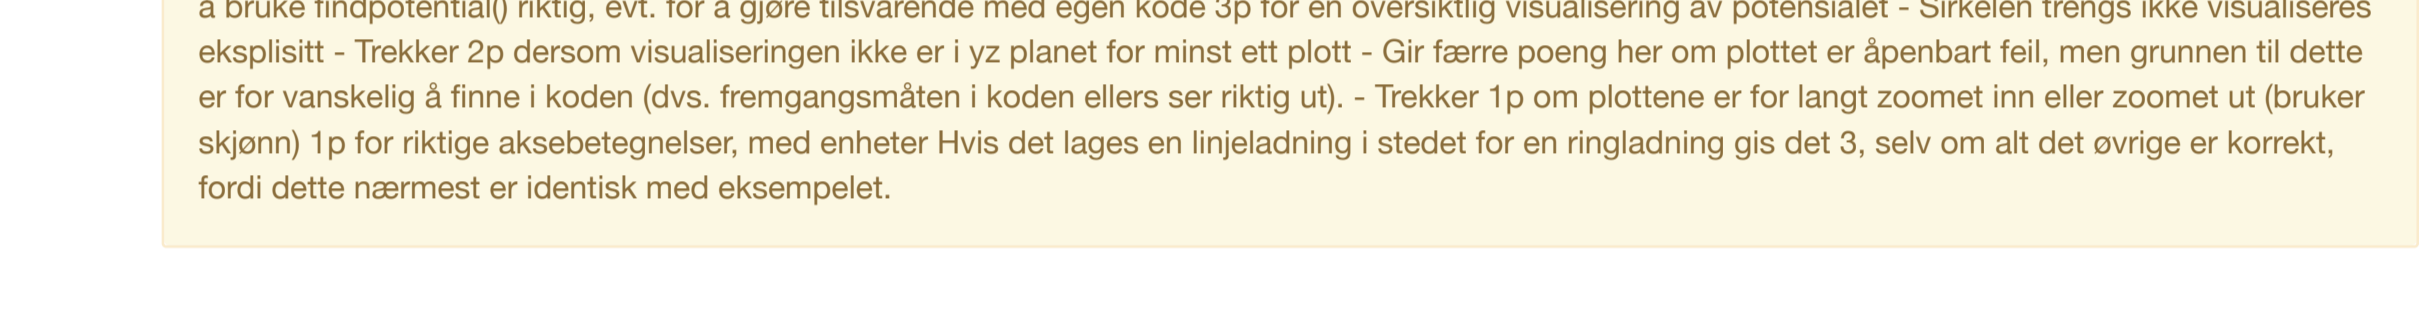 å bruke findpotential() riktig, evt. for å gjøre tilsvarende med egen kode 3p for en oversiktlig visualisering av potensialet - Sirkelen trengs ikke visualiseres
eksplisitt - Trekker 2p dersom visualiseringen ikke er i yz planet for minst ett plott - Gir færre poeng her om plottet er åpenbart feil, men grunnen til dette
er for vanskelig å finne i koden (dvs. fremgangsmåten i koden ellers ser riktig ut). - Trekker 1p om plottene er for langt zoomet inn eller zoomet ut (bruker
skjønn) 1p for riktige aksebetegnelser, med enheter Hvis det lages en linjeladning i stedet for en ringladning gis det 3, selv om alt det øvrige er korrekt,
fordi dette nærmest er identisk med eksempelet.